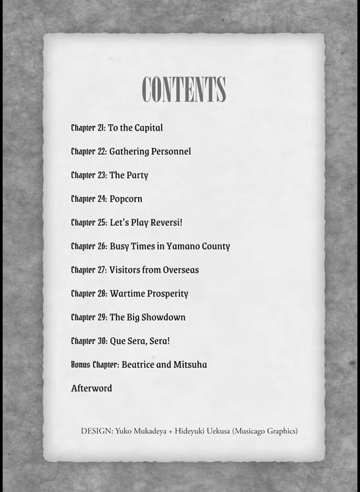 CONTENTS
Chapter 21: To the Capital
Chapter 22: Gathering Personnel
Chapter 23: The Party
Chapter 24: Popcorn
Chapter 25: Let's Play Reversi!
Chapter 26: Busy Times in Yamano County
Chapter 27: Visitors from Overseas
Chapter 28: Wartime Prosperity
Chapter 29: The Big Showdown
Chapter 30: Que Sera, Sera!
Bonus Chapter: Beatrice and Mitsuha
Afterword
DESIGN: Yuko Mukadeya + Hideyuki Uekusa (Musicago Graphics)